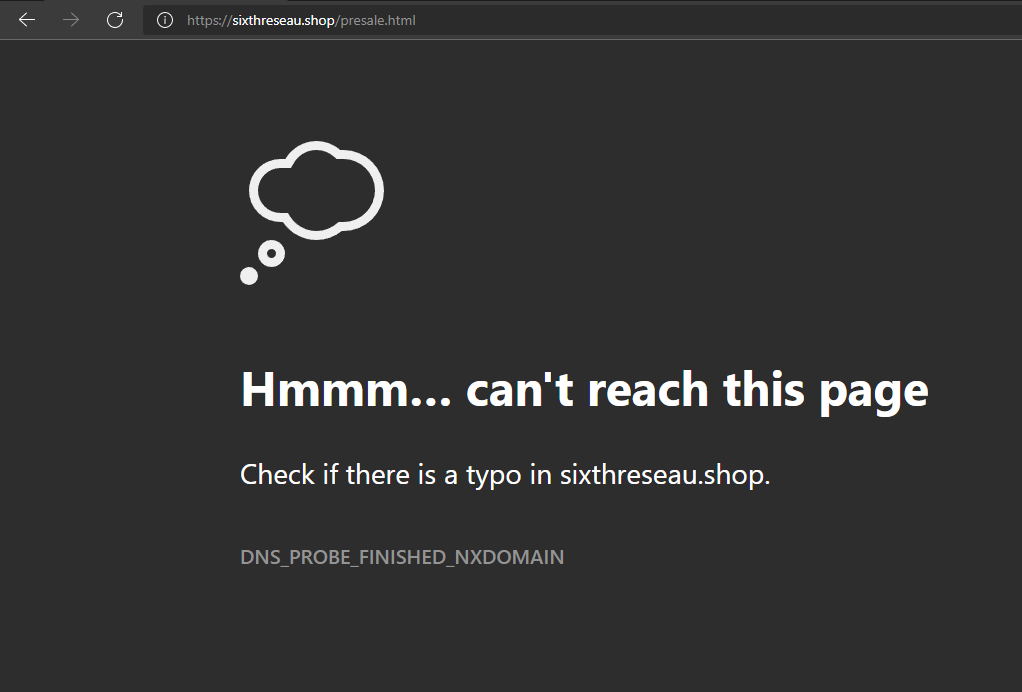 https://sixthreseau.shop/presale.html
Hmmm... can't reach this page
Check if there is a typo in sixthreseau.shop.
DNS_PROBE_FINISHED_NXDOMAIN